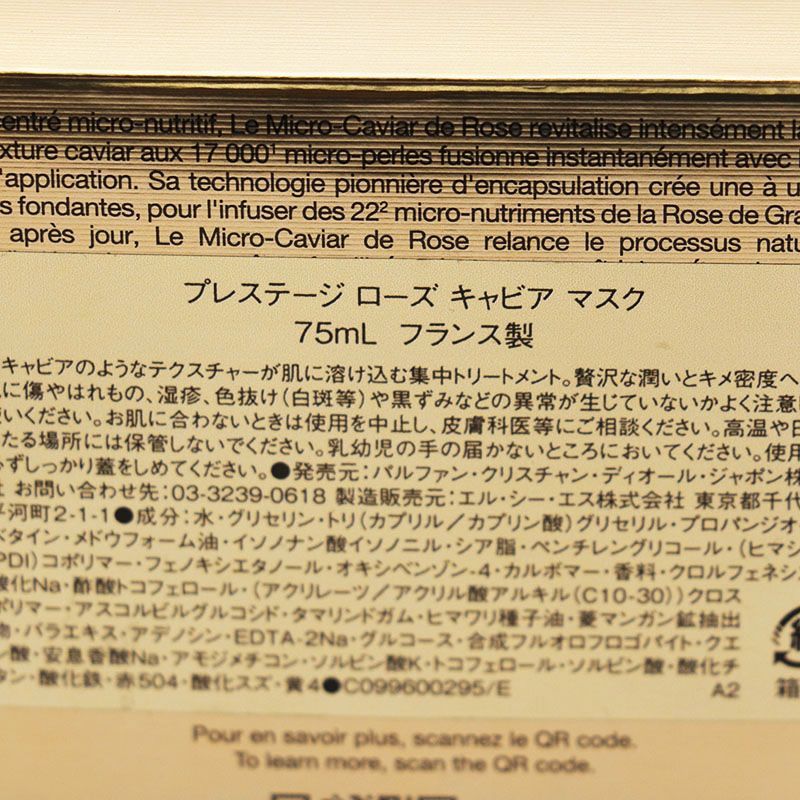 entré micro-nutritif, Le Micro-Caviar de Rose revitalise intensément la
xture caviar aux 17 000¹ micro-perles fusionne instantanément avec
'application. Sa technologie pionnière d'encapsulation crée une à u
s fondantes, pour l'infuser des 22² micro-nutriments de la Rose de Gra
après jour, Le Micro-Caviar de Rose relance le processus natu
プレステージ ローズ キャビア マスク
75mL フランス製
キャビアのようなテクスチャーが肌に溶け込む集中トリートメント。贅沢な潤いとキメ密度へ
に傷やはれもの、湿疹、色抜け(白斑等)や黒ずみなどの異常が生じていないかよく注意
使いください。お肌に合わないときは使用を中止し、皮膚科医等にご相談ください。高温や日
たる場所には保管しないでください。乳幼児の手の届かないところにおいてください。使用
ずしっかり蓋をしめてください。●発売元:パルファン・クリスチャン・ディオール・ジャポン株
社 お問い合わせ先:03-3239-0618 製造販売元:エル・シー・エス株式会社 東京都千代
平河町2-1-1●成分:水・グリセリン・トリ(カプリル/カプリン酸)グリセリル・プロパンジオ
タイン・メドウフォーム油・イソノナン酸イソノニル・シア脂・ペンチレングリコール・(ヒマシ
PDI)コポリマー・フェノキシエタノール・オキシベンゾン-4・カルボマー・香料・クロルフェネシ
酸化Na・酢酸トコフェロール・(アクリレーツ/アクリル酸アルキル(C10-30))クロス
ポリマー・アスコルビルグルコシド・タマリンドガム・ヒマワリ種子油・菱マンガン鉱抽出
物・バラエキス・アデノシン・EDTA-2Na・グルコース・合成フルオロフロゴパイト・クエ
ン酸・安息香酸Na・アモジメチコン・ソルビン酸K・トコフェロール・ソルビン酸・酸化チ
タン・酸化鉄・赤504・酸化スズ・黄4●C099600295/E A2
箱
Pour en savoir plus, scannez le QR code.
To learn more, scan the QR code.